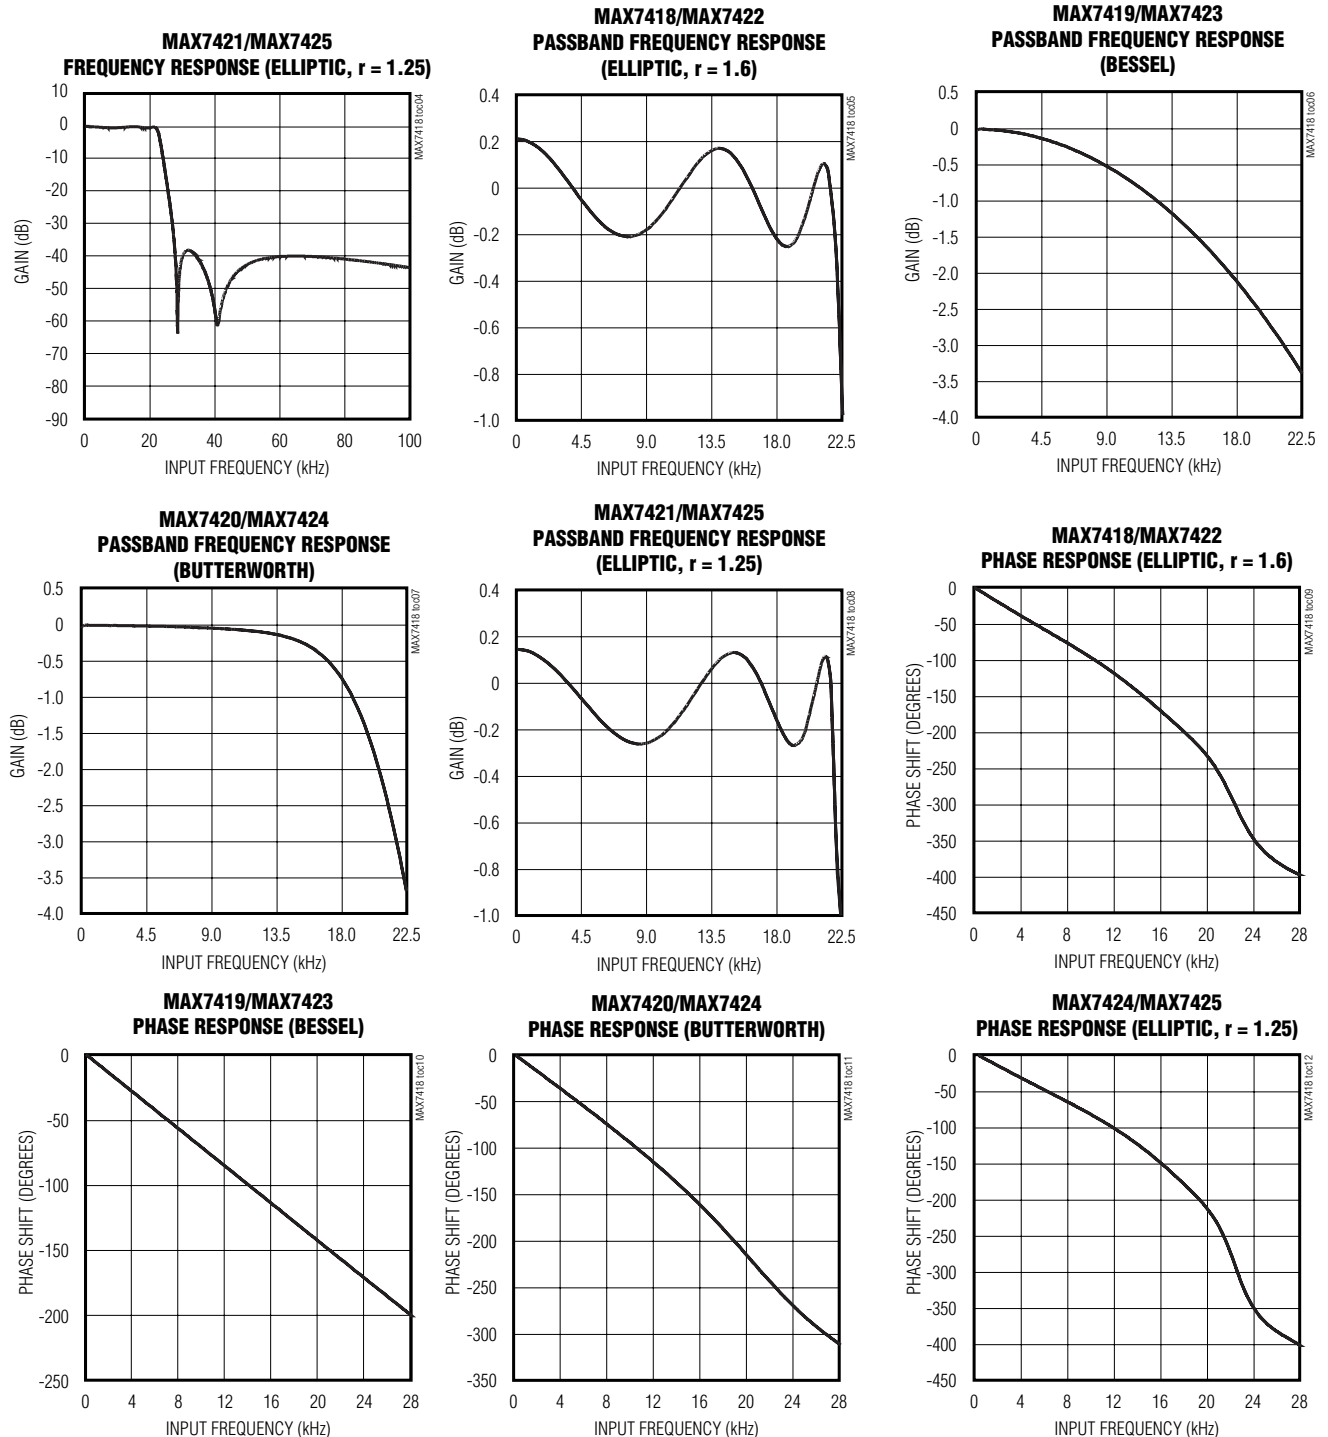 MAX7421/MAX7425
FREQUENCY RESPONSE (ELLIPTIC, r = 1.25)
10
0
-10
-20
-30
-40
-50
-60
-70
-80
-90
GAIN (dB)
0 20 40 60 80 100
INPUT FREQUENCY (kHz)
MAX7418 toc04
MAX7418/MAX7422
PASSBAND FREQUENCY RESPONSE
(ELLIPTIC, r = 1.6)
0.4
0.2
0
-0.2
-0.4
-0.6
-0.8
-1.0
GAIN (dB)
0 4.5 9.0 13.5 18.0 22.5
INPUT FREQUENCY (kHz)
MAX7418 toc05
MAX7419/MAX7423
PASSBAND FREQUENCY RESPONSE
(BESSEL)
0.5
0
-0.5
-1.0
-1.5
-2.0
-2.5
-3.0
-3.5
-4.0
GAIN (dB)
0 4.5 9.0 13.5 18.0 22.5
INPUT FREQUENCY (kHz)
MAX7418 toc06
MAX7420/MAX7424
PASSBAND FREQUENCY RESPONSE
(BUTTERWORTH)
0.5
0
-0.5
-1.0
-1.5
-2.0
-2.5
-3.0
-3.5
-4.0
GAIN (dB)
0 4.5 9.0 13.5 18.0 22.5
INPUT FREQUENCY (kHz)
MAX7418 toc07
MAX7421/MAX7425
PASSBAND FREQUENCY RESPONSE
(ELLIPTIC, r = 1.25)
0.4
0.2
0
-0.2
-0.4
-0.6
-0.8
-1.0
GAIN (dB)
0 4.5 9.0 13.5 18.0 22.5
INPUT FREQUENCY (kHz)
MAX7418 toc08
MAX7418/MAX7422
PHASE RESPONSE (ELLIPTIC, r = 1.6)
0
-50
-100
-150
-200
-250
-300
-350
-400
-450
PHASE SHIFT (DEGREES)
0 4 8 12 16 20 24 28
INPUT FREQUENCY (kHz)
MAX7418 toc09
MAX7419/MAX7423
PHASE RESPONSE (BESSEL)
0
-50
-100
-150
-200
-250
PHASE SHIFT (DEGREES)
0 4 8 12 16 20 24 28
INPUT FREQUENCY (kHz)
MAX7418 toc10
MAX7420/MAX7424
PHASE RESPONSE (BUTTERWORTH)
0
-50
-100
-150
-200
-250
-300
-350
PHASE SHIFT (DEGREES)
0 4 8 12 16 20 24 28
INPUT FREQUENCY (kHz)
MAX7418 toc11
MAX7424/MAX7425
PHASE RESPONSE (ELLIPTIC, r = 1.25)
0
-50
-100
-150
-200
-250
-300
-350
-400
-450
PHASE SHIFT (DEGREES)
0 4 8 12 16 20 24 28
INPUT FREQUENCY (kHz)
MAX7418 toc12